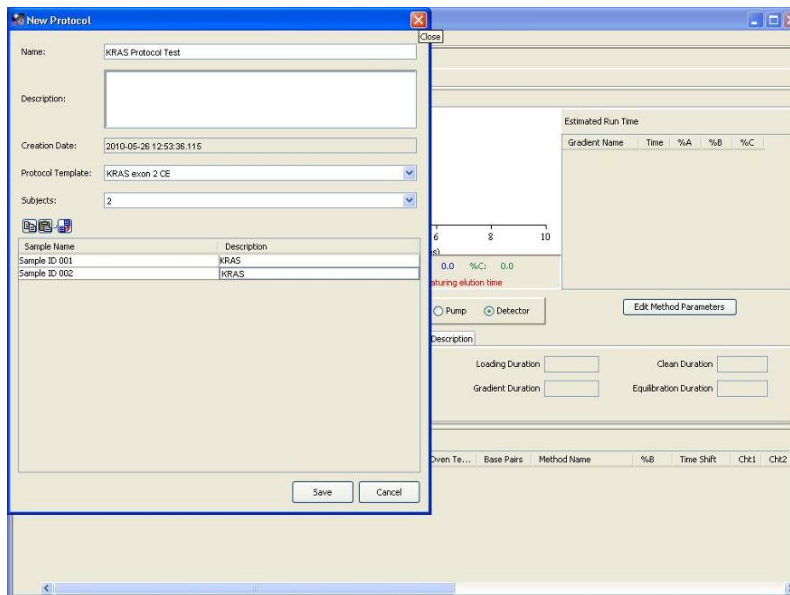 New Protocol
Close
Name: KRAS Protocol Test
Description:
Creation Date: 2010-05-26 12:53:36.115
Protocol Template: KRAS exon 2 CE
Subjects: 2
Sample Name Description
Sample ID 001 KRAS
Sample ID 002 KRAS
Save Cancel
Estimated Run Time
Gradient Name Time %A %B %C
6 8 10
es)
0.0 %C: 0.0
aturing elution time
Pump Detector
Edit Method Parameters
Description
Loading Duration Clean Duration
Gradient Duration Equilibration Duration
Oven Te... Base Pairs Method Name %B Time Shift Cht1 Cht2